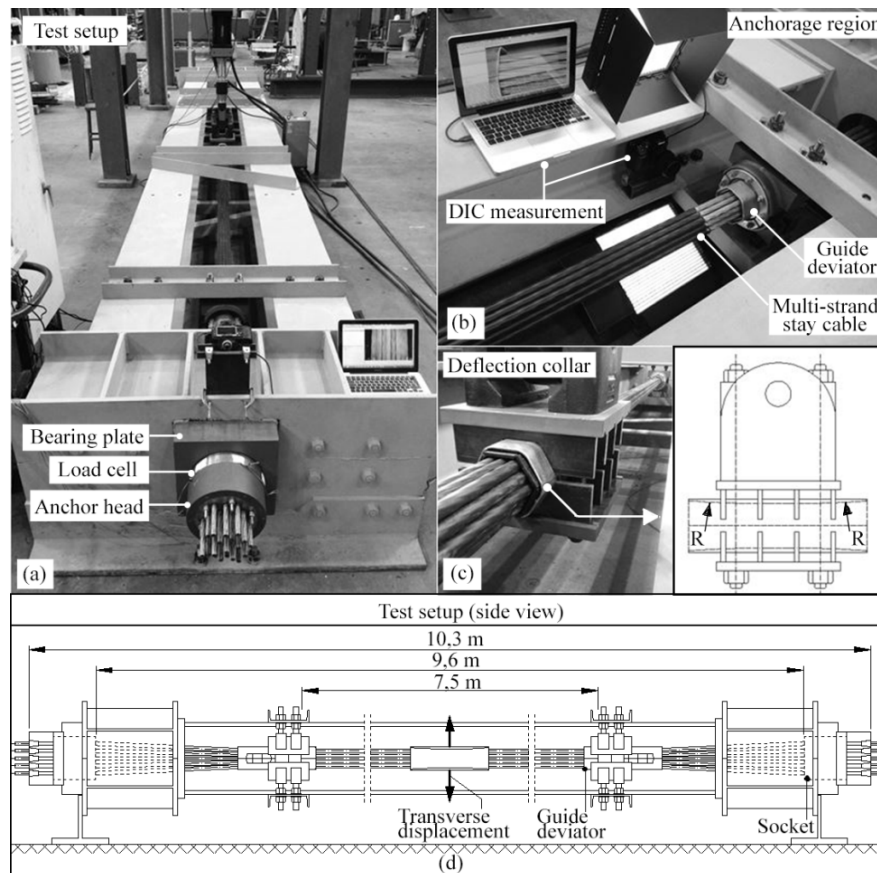 Test setup
Bearing plate
Load cell
Anchor head
(a)
Anchorage region
DIC measurement
Guide
deviator
Multi-strand
stay cable
(b)
Deflection collar
(c)
R
R
Test setup (side view)
10,3 m
9,6 m
7,5 m
Transverse
displacement
Guide
deviator
Socket
(d)